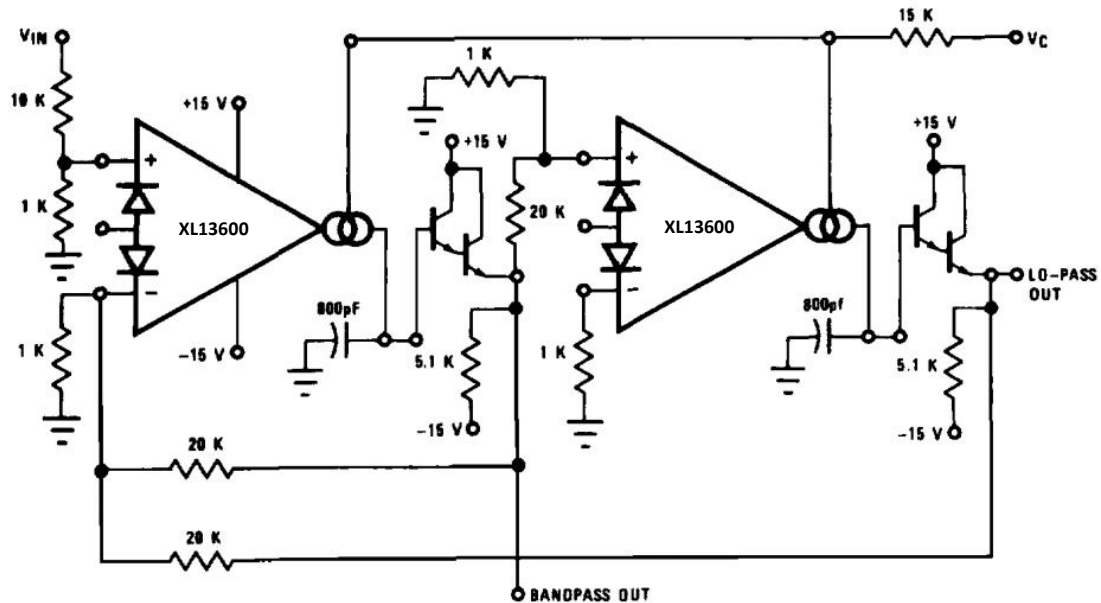 VIN
10 K
1 K
1 K
+15 V
-15 V
+
-
XL13600
800pF
1 K
+15 V
20 K
5.1 K
-15 V
15 K
VC
+
-
XL13600
1 K
800pf
+15 V
LO-PASS
OUT
5.1 K
-15 V
20 K
20 K
BANDPASS OUT